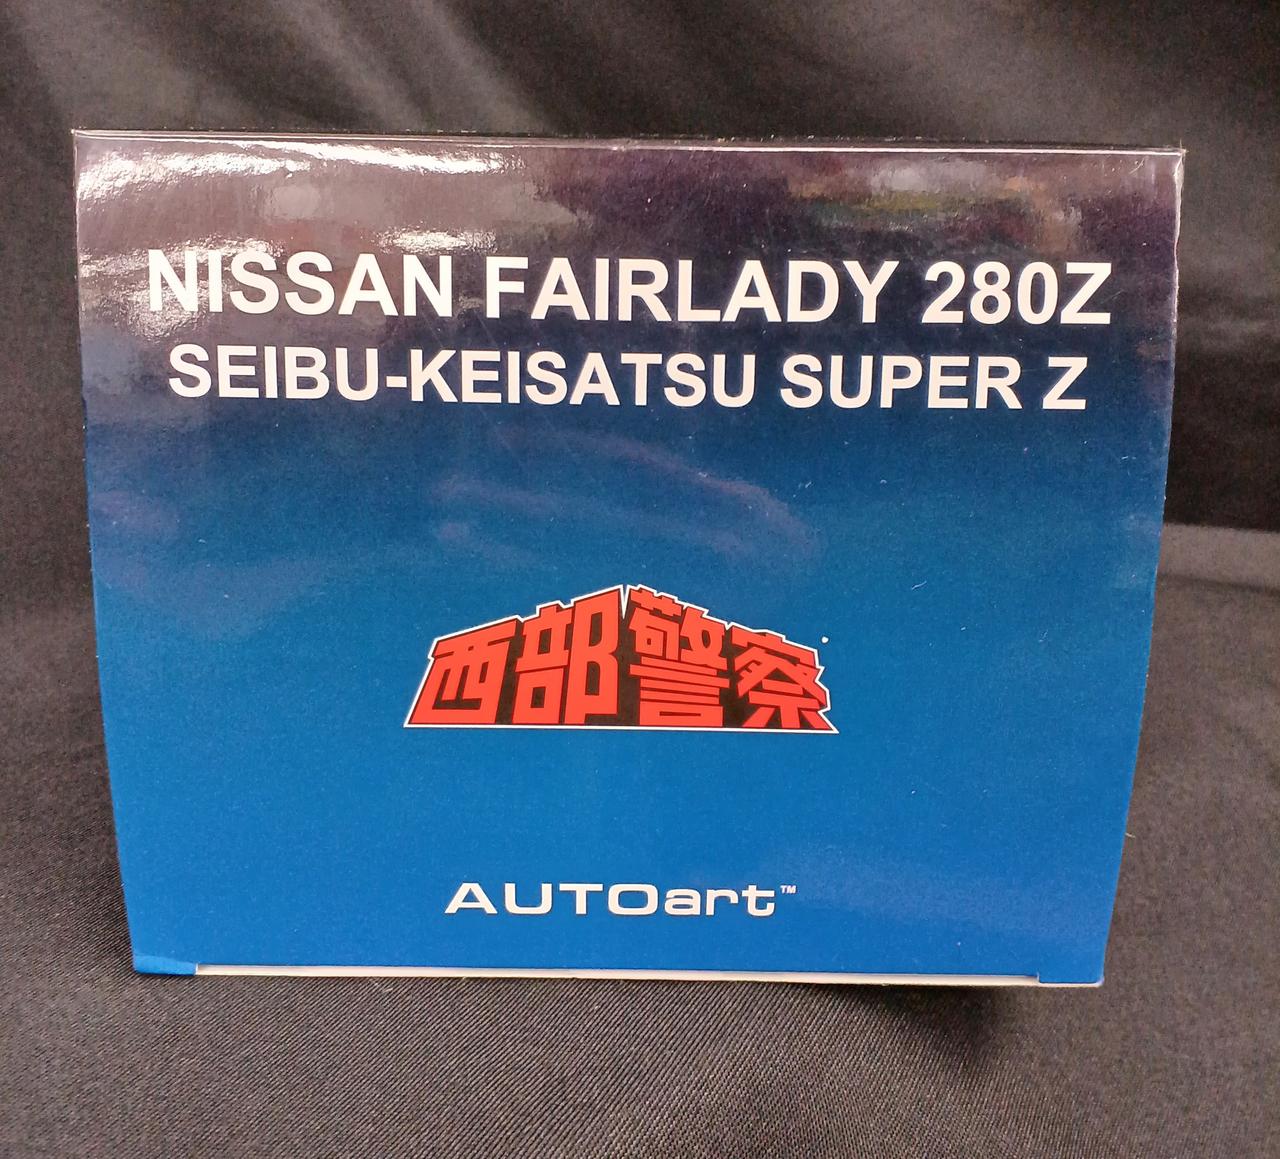 NISSAN FAIRLADY 280Z
SEIBU-KEISATSU SUPER Z
西部警察
AUTOart™